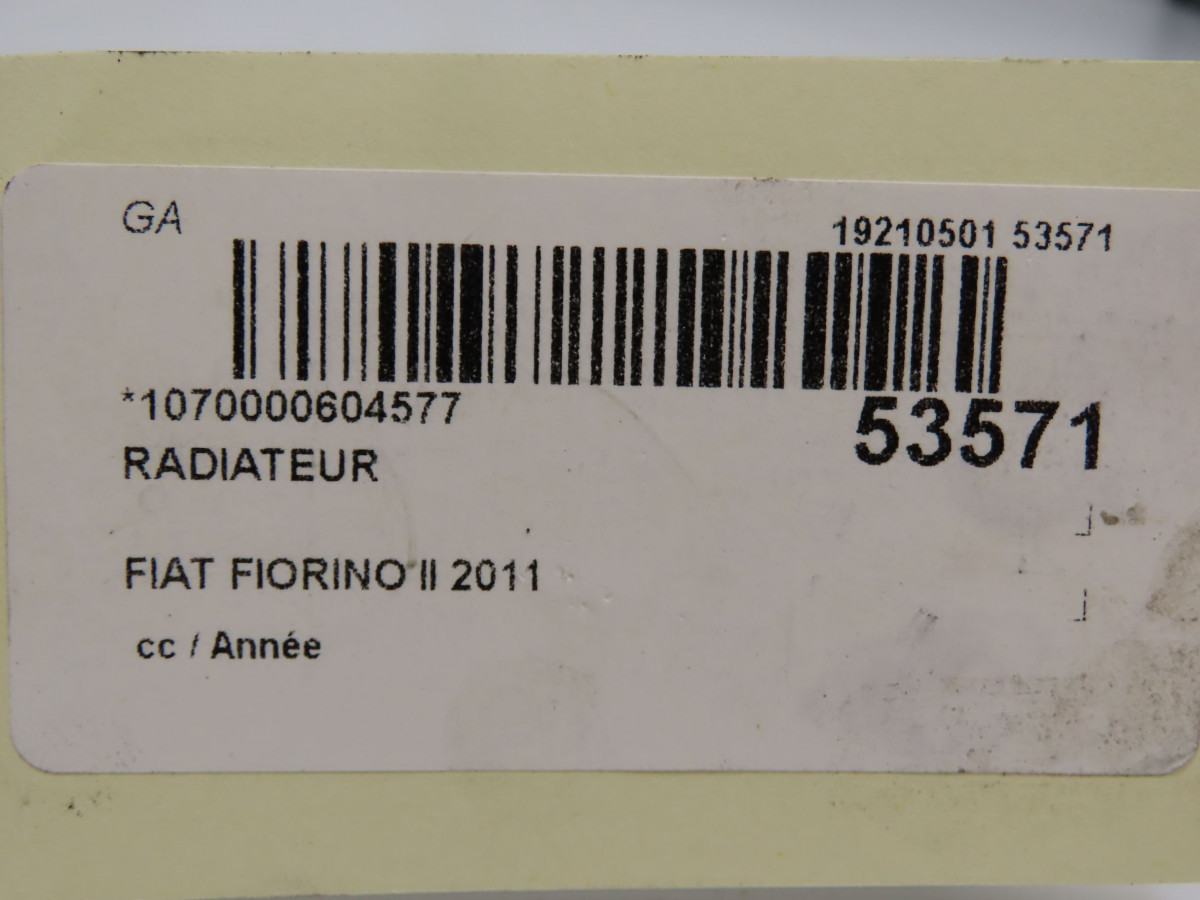 GA
19210501 53571
*1070000604577
53571
RADIATEUR
FIAT FIORINO II 2011
cc / Année